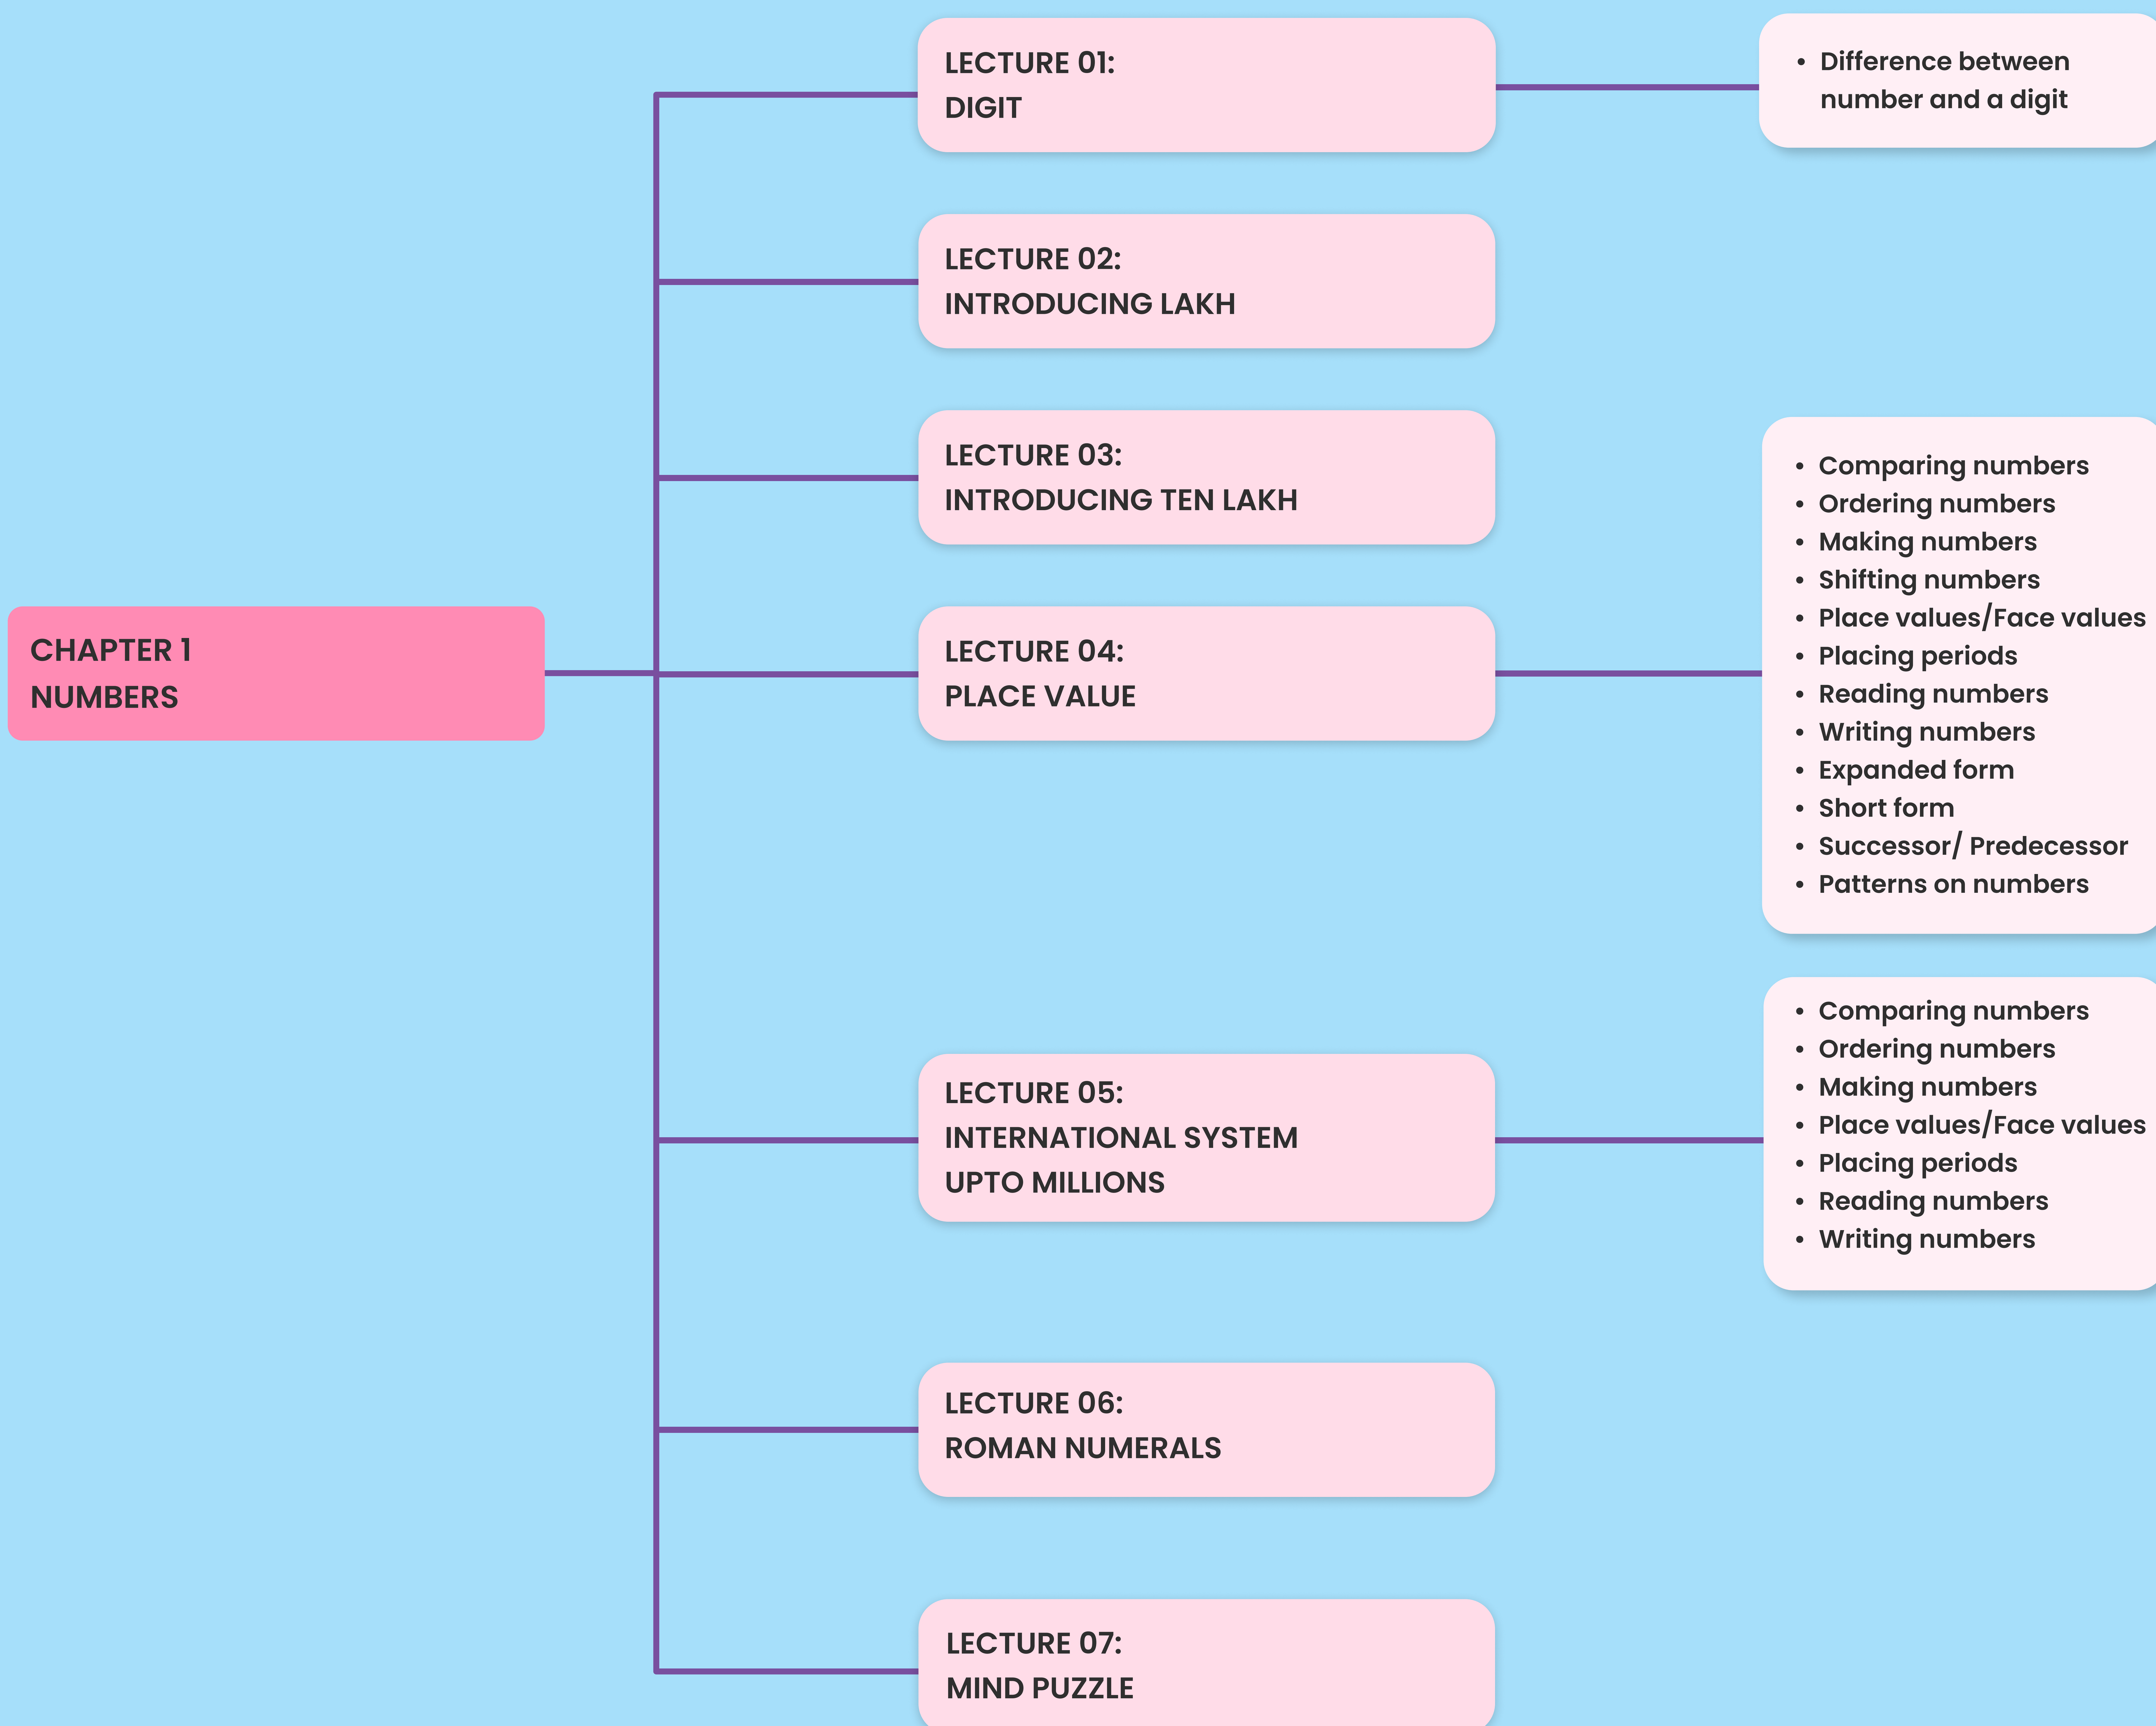 CHAPTER 1
NUMBERS
LECTURE 01:
DIGIT
• Difference between
number and a digit
LECTURE 02:
INTRODUCING LAKH
LECTURE 03:
INTRODUCING TEN LAKH
LECTURE 04:
PLACE VALUE
• Comparing numbers
• Ordering numbers
• Making numbers
• Shifting numbers
• Place values/Face values
• Placing periods
• Reading numbers
• Writing numbers
• Expanded form
• Short form
• Successor/ Predecessor
• Patterns on numbers
LECTURE 05:
INTERNATIONAL SYSTEM
UPTO MILLIONS
• Comparing numbers
• Ordering numbers
• Making numbers
• Place values/Face values
• Placing periods
• Reading numbers
• Writing numbers
LECTURE 06:
ROMAN NUMERALS
LECTURE 07:
MIND PUZZLE